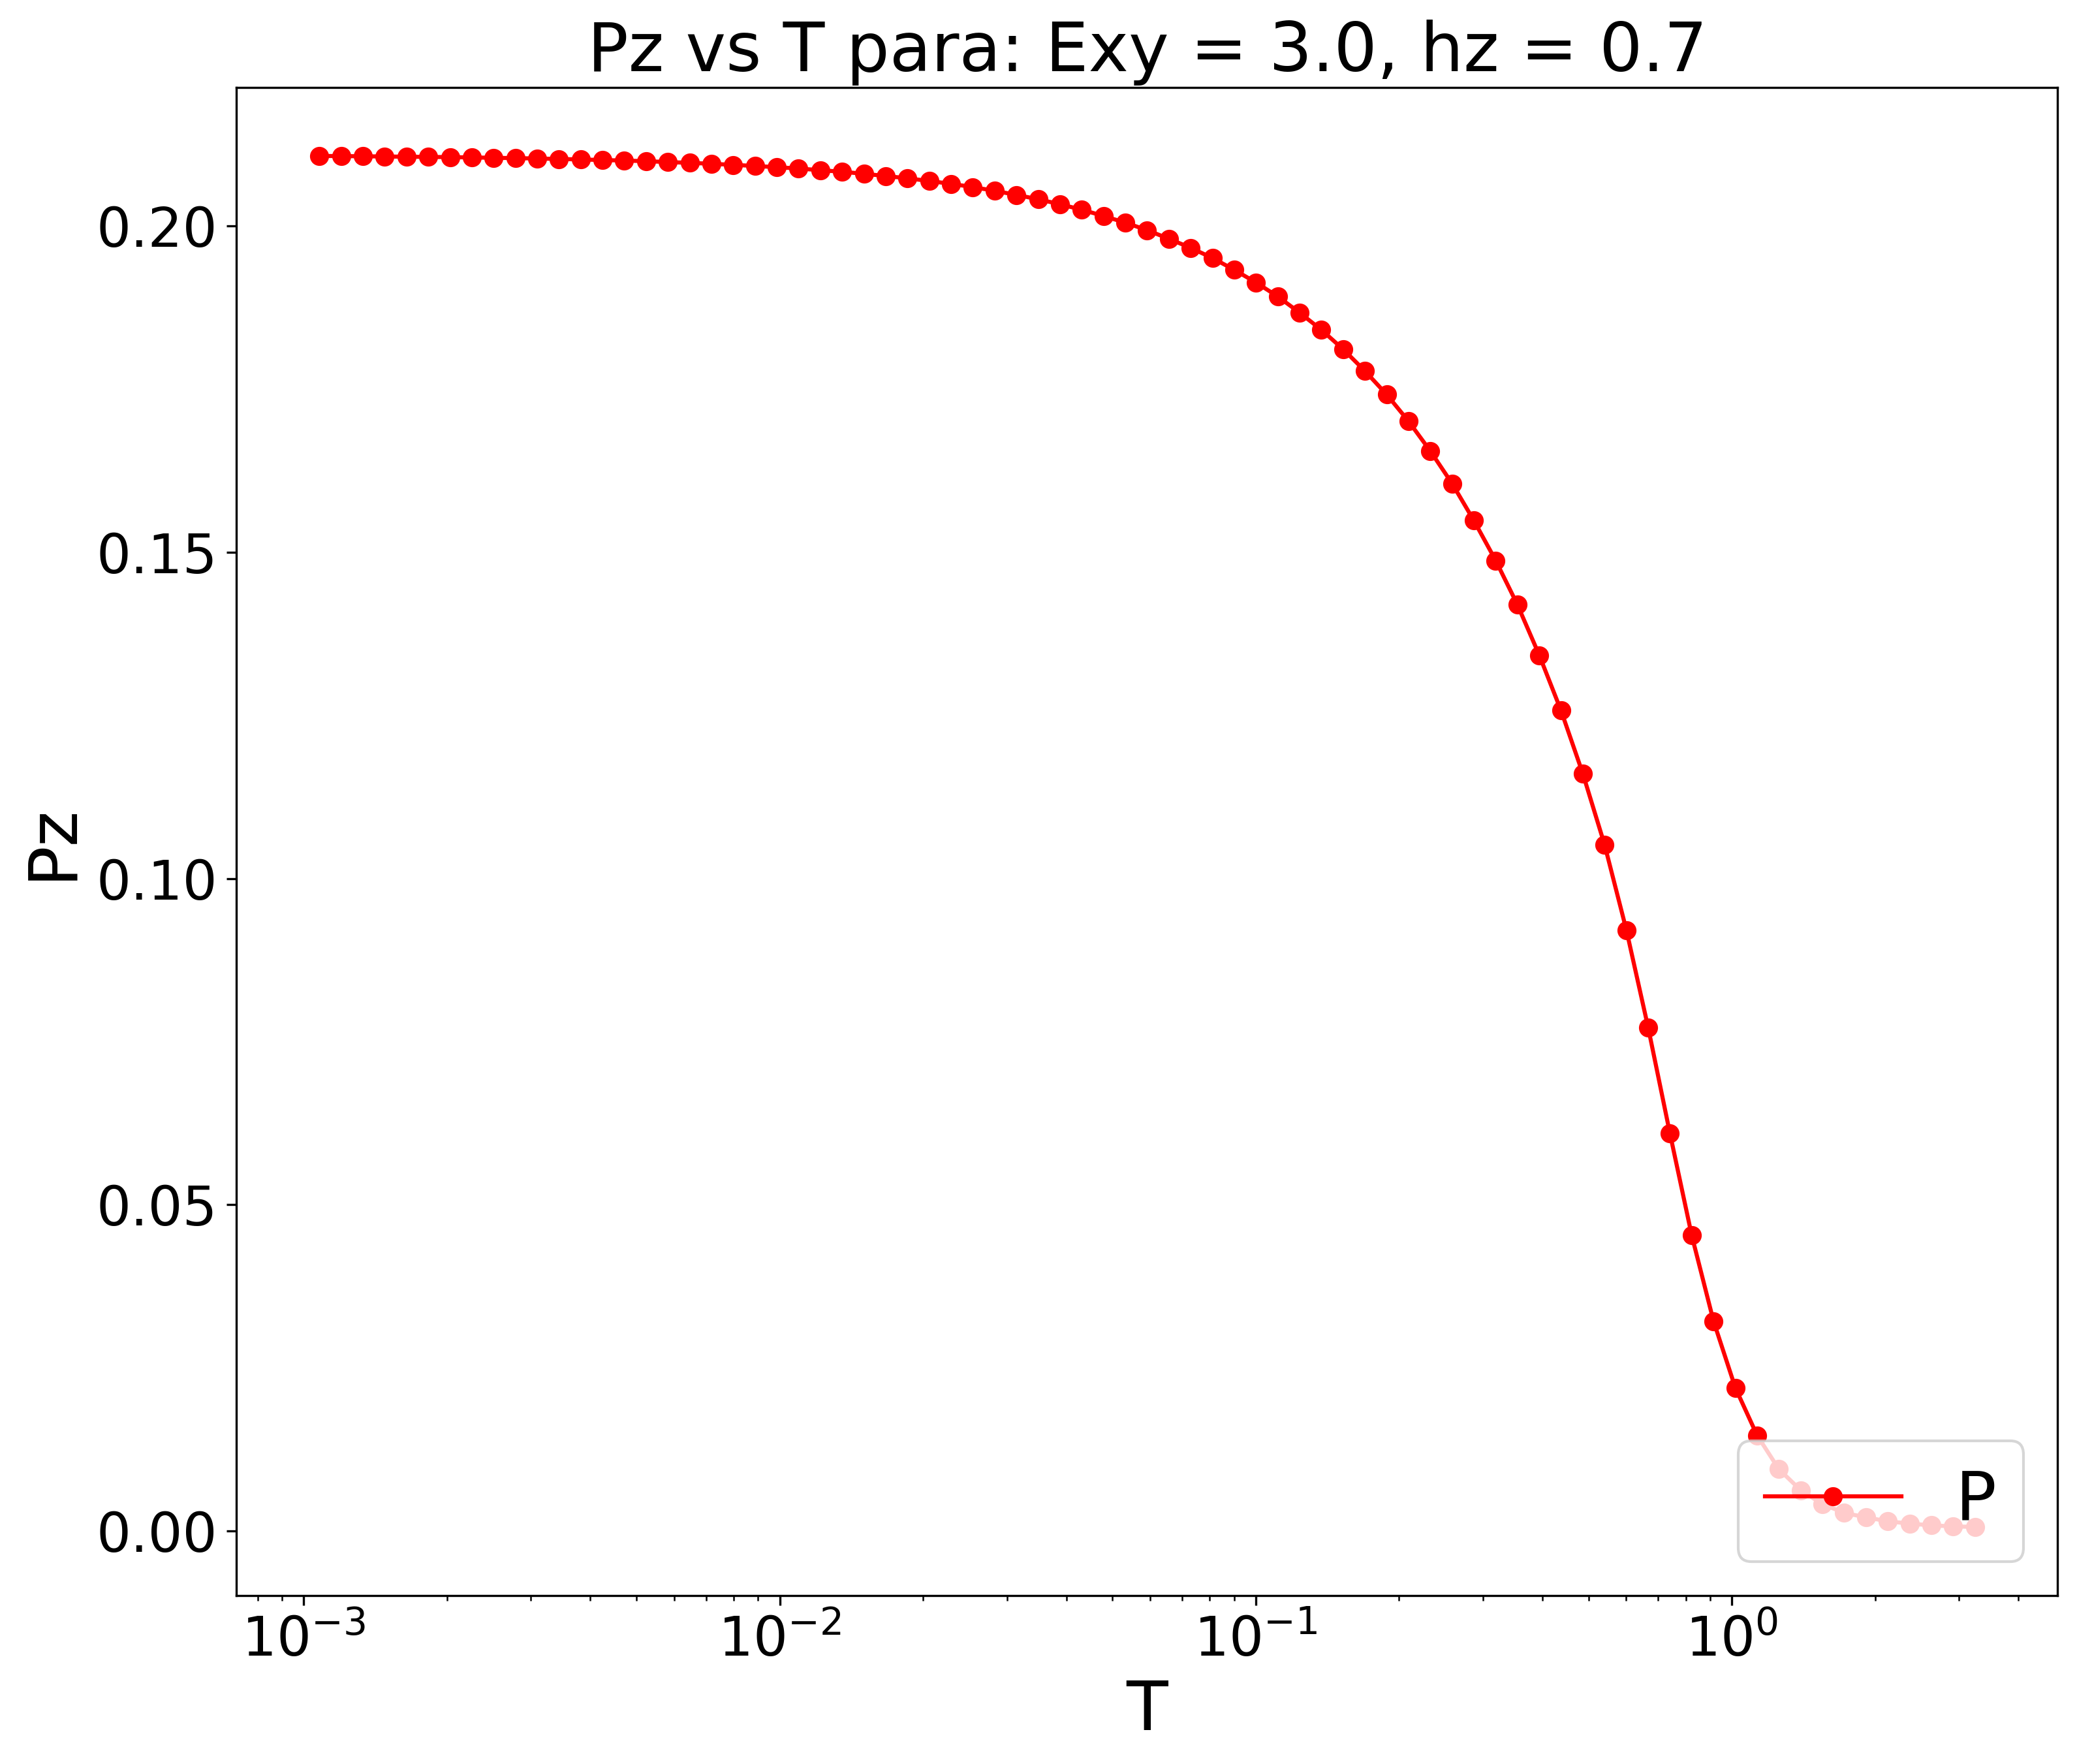 Pz vs T para: Exy = 3.0, hz = 0.7
Pz
0.20
0.15
0.10
0.05
0.00
10⁻³ 10⁻² 10⁻¹ 10⁰
T
P